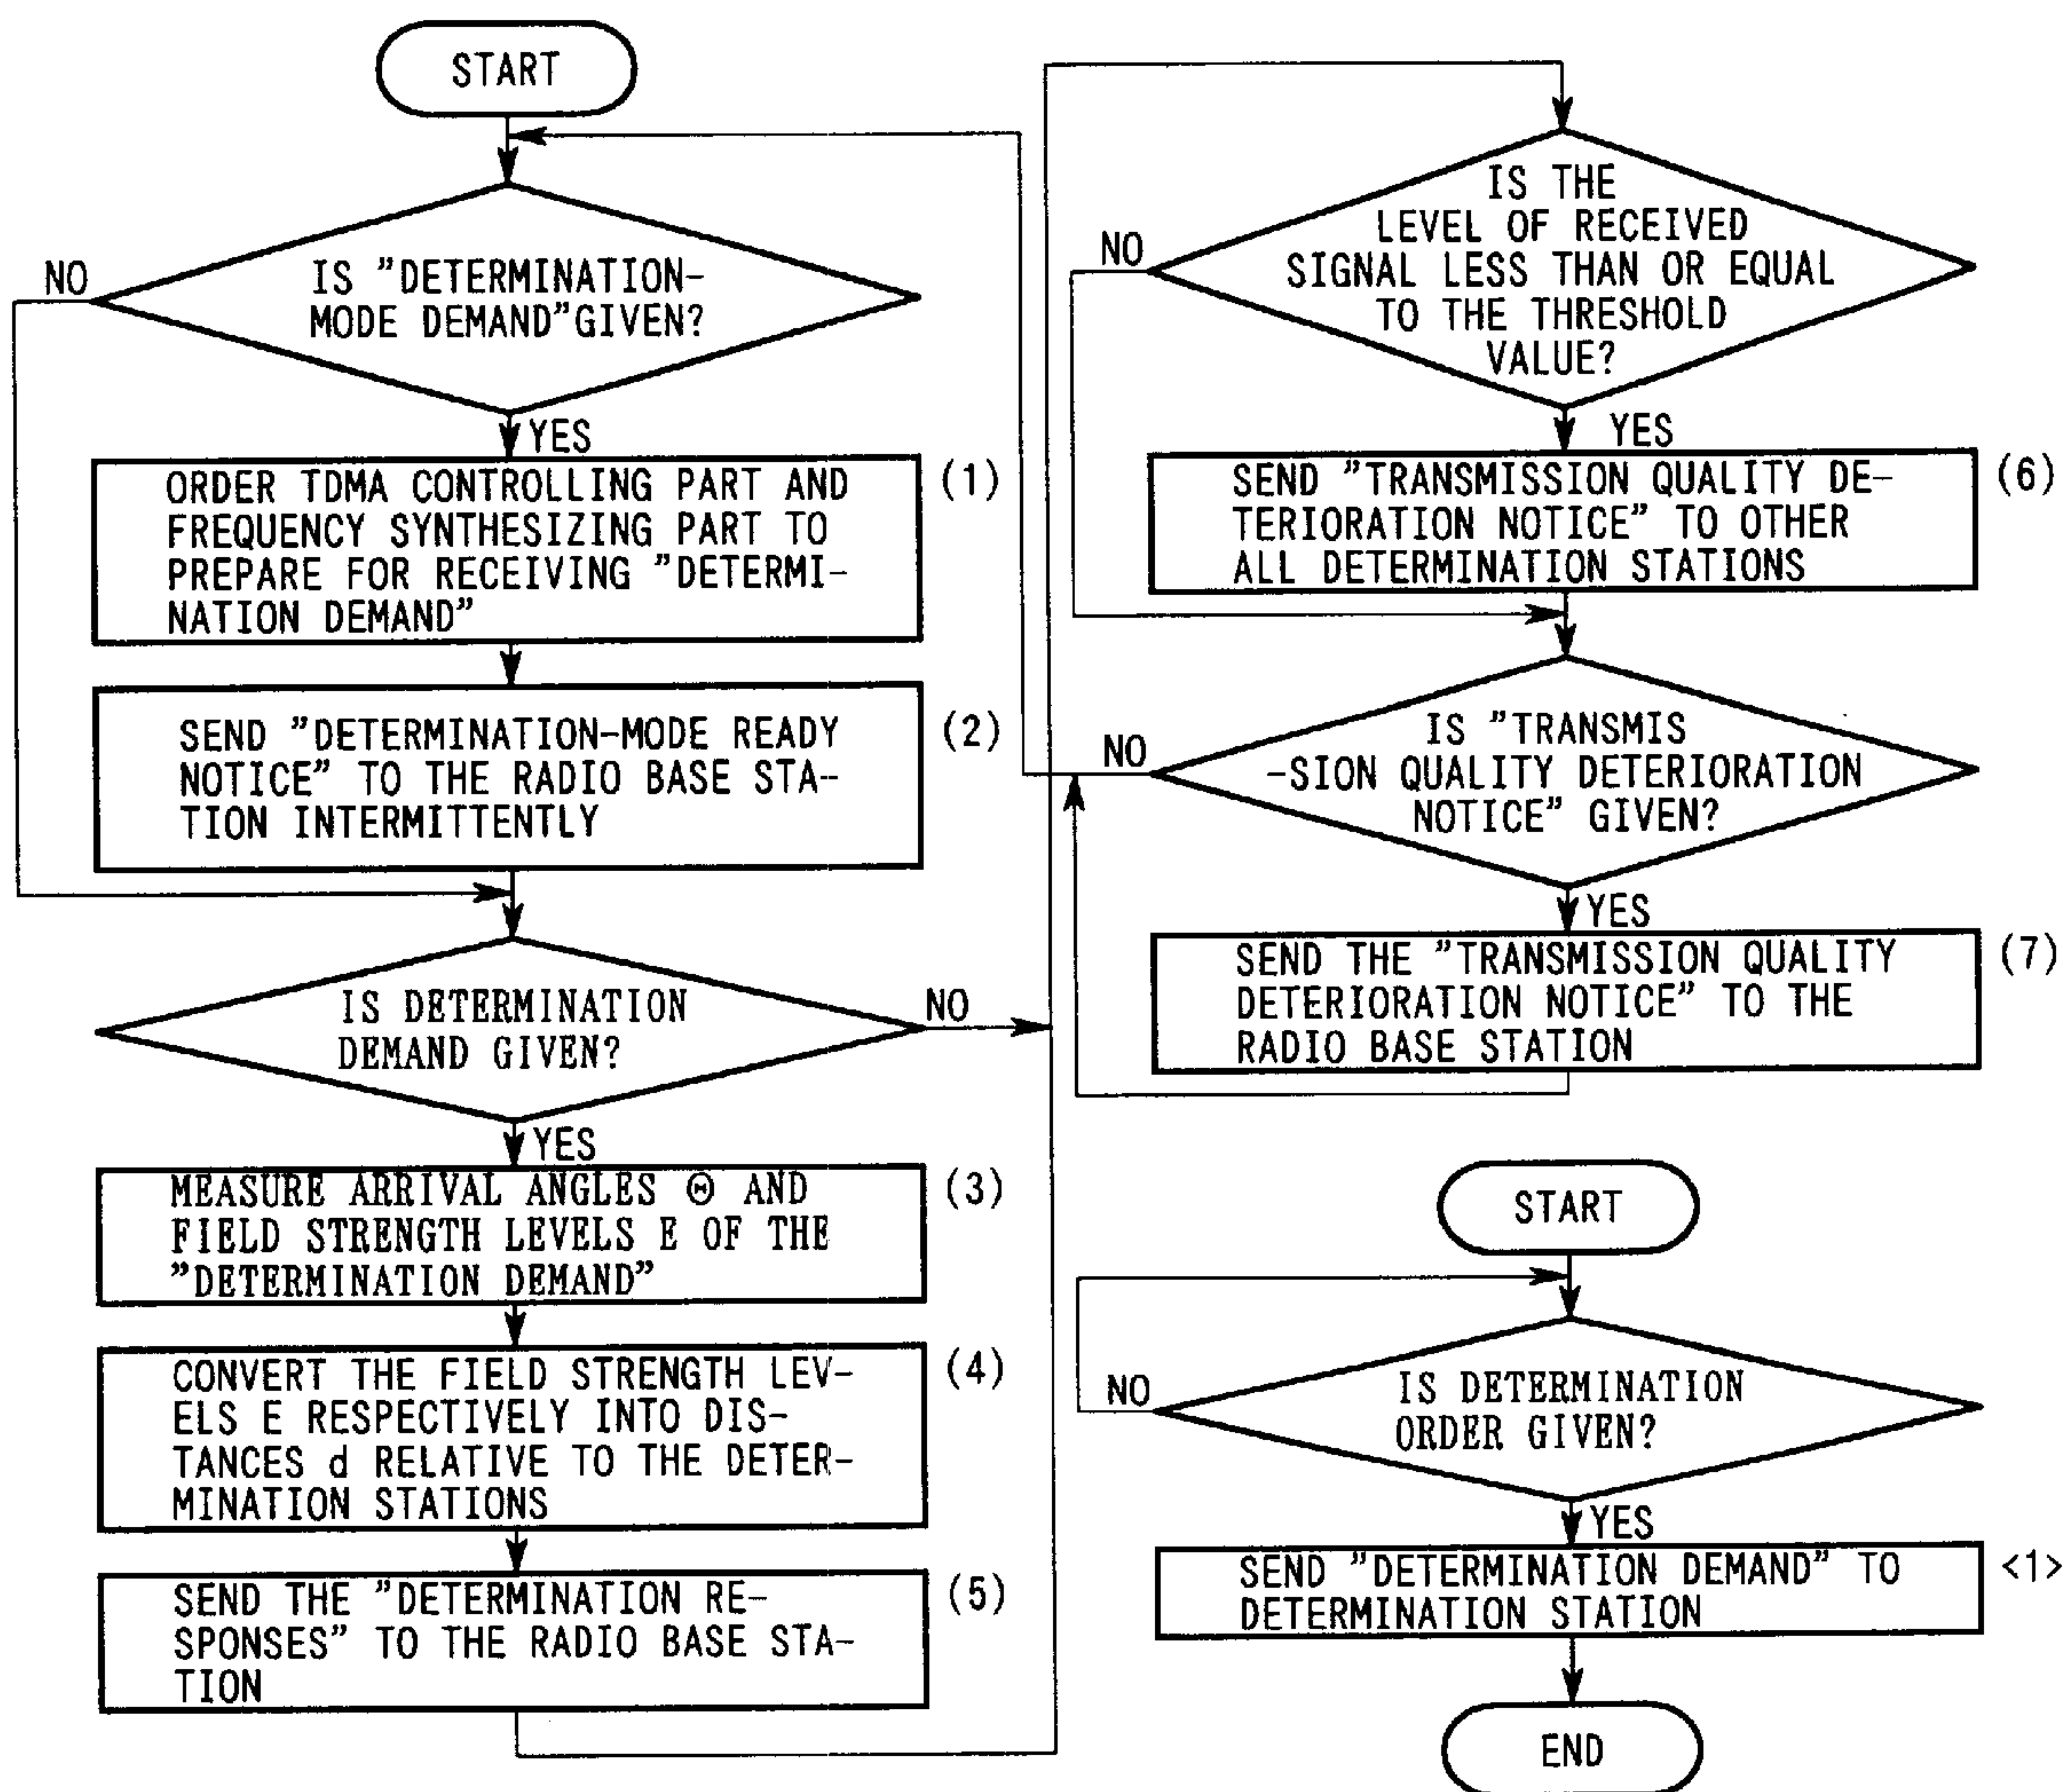 START
IS "DETERMINATION-
MODE DEMAND"GIVEN?
NO
YES
ORDER TDMA CONTROLLING PART AND
FREQUENCY SYNTHESIZING PART TO
PREPARE FOR RECEIVING "DETERMI-
NATION DEMAND"
(1)
SEND "DETERMINATION-MODE READY
NOTICE" TO THE RADIO BASE STA-
TION INTERMITTENTLY
(2)
IS DETERMINATION
DEMAND GIVEN?
NO
YES
MEASURE ARRIVAL ANGLES Θ AND
FIELD STRENGTH LEVELS E OF THE
"DETERMINATION DEMAND"
(3)
CONVERT THE FIELD STRENGTH LEV-
ELS E RESPECTIVELY INTO DIS-
TANCES d RELATIVE TO THE DETER-
MINATION STATIONS
(4)
SEND THE "DETERMINATION RE-
SPONSES" TO THE RADIO BASE STA-
TION
(5)
IS THE
LEVEL OF RECEIVED
SIGNAL LESS THAN OR EQUAL
TO THE THRESHOLD
VALUE?
NO
YES
SEND "TRANSMISSION QUALITY DE-
TERIORATION NOTICE" TO OTHER
ALL DETERMINATION STATIONS
(6)
IS "TRANSMIS
-SION QUALITY DETERIORATION
NOTICE" GIVEN?
NO
YES
SEND THE "TRANSMISSION QUALITY
DETERIORATION NOTICE" TO THE
RADIO BASE STATION
(7)
START
IS DETERMINATION
ORDER GIVEN?
NO
YES
SEND "DETERMINATION DEMAND" TO
DETERMINATION STATION
<1>
END